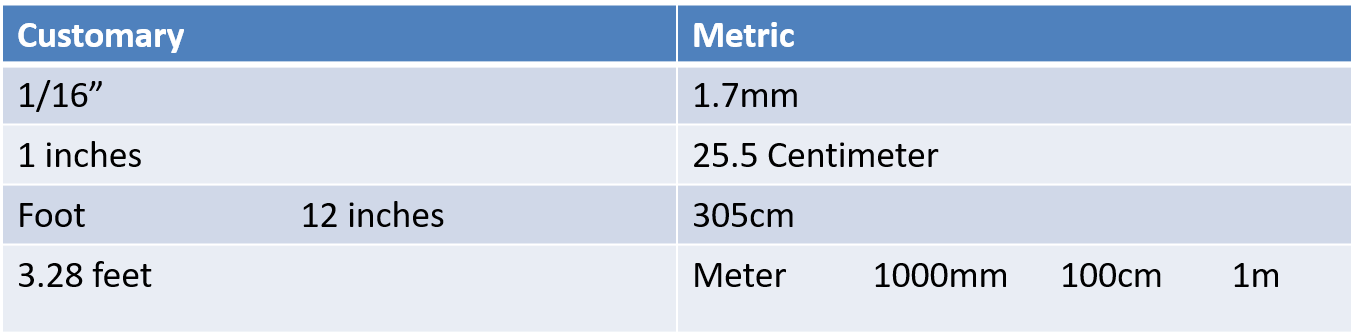 Customary Metric
1/16” 1.7mm
1 inches 25.5 Centimeter
Foot 12 inches 305cm
3.28 feet Meter 1000mm 100cm 1m